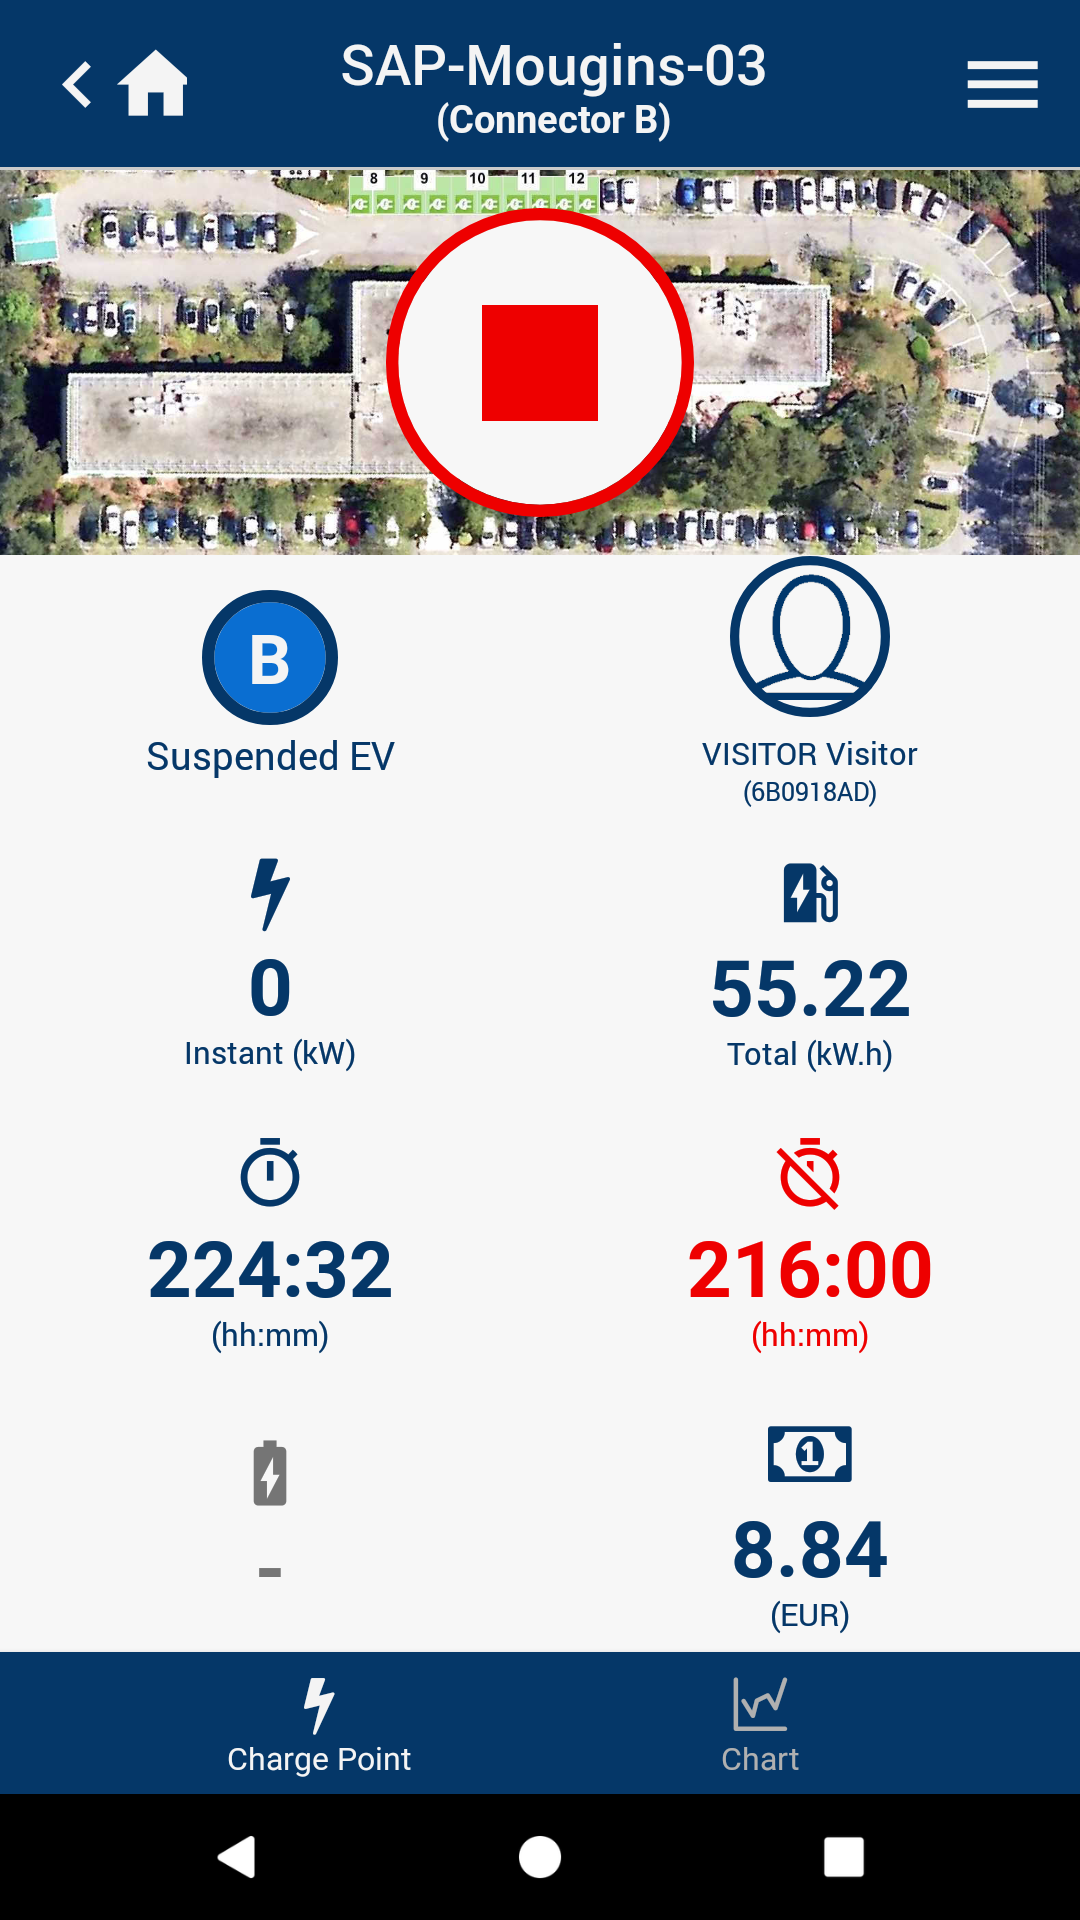 SAP-Mougins-03
(Connector B)
8 9 10 11 12
B
Suspended EV
VISITOR Visitor
(6B0918AD)
0
Instant (kW)
55.22
Total (kW.h)
224:32
(hh:mm)
216:00
(hh:mm)
-
1
8.84
(EUR)
Charge Point
Chart